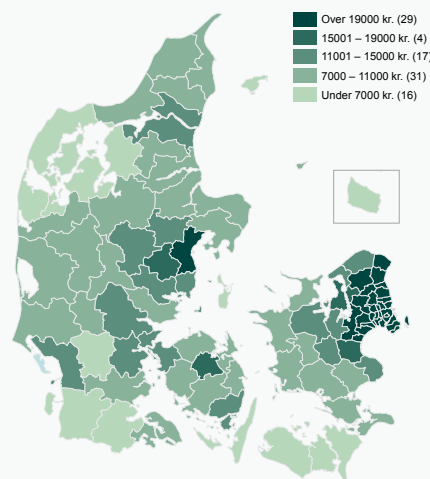 Over 19000 kr. (29)
15001 – 19000 kr. (4)
11001 – 15000 kr. (17)
7000 – 11000 kr. (31)
Under 7000 kr. (16)